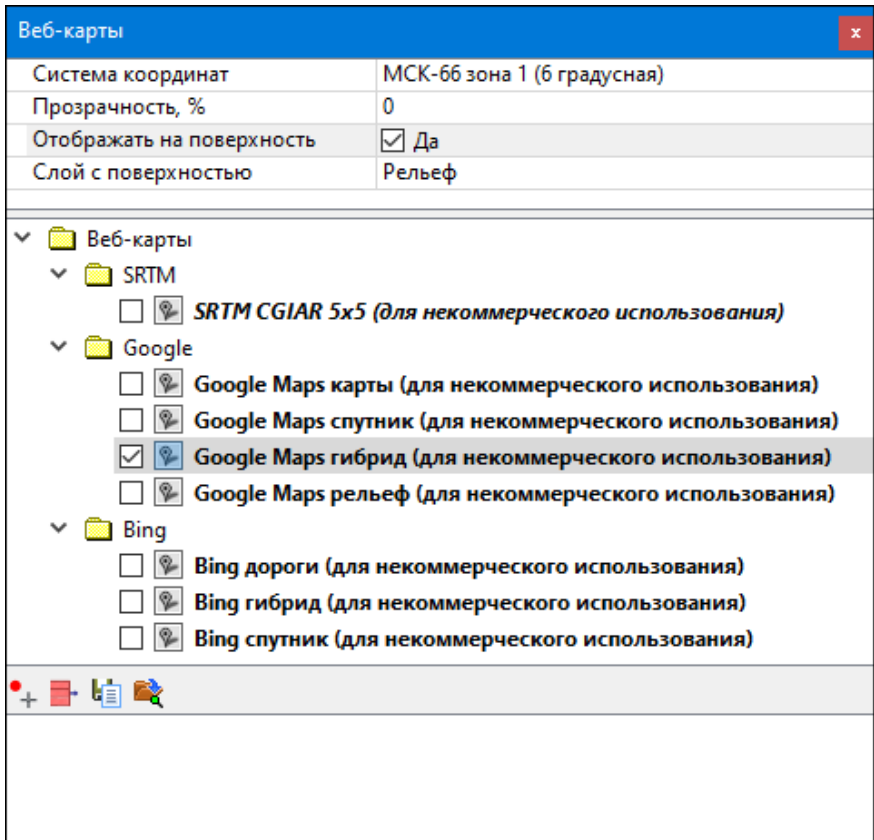 Веб-карты
x
Система координат МСК-66 зона 1 (6 градусная)
Прозрачность, % 0
Отображать на поверхность Да
Слой с поверхностью Рельеф
Веб-карты
SRTM
SRTM CGIAR 5x5 (для некоммерческого использования)
Google
Google Maps карты (для некоммерческого использования)
Google Maps спутник (для некоммерческого использования)
Google Maps гибрид (для некоммерческого использования)
Google Maps рельеф (для некоммерческого использования)
Bing
Bing дороги (для некоммерческого использования)
Bing гибрид (для некоммерческого использования)
Bing спутник (для некоммерческого использования)